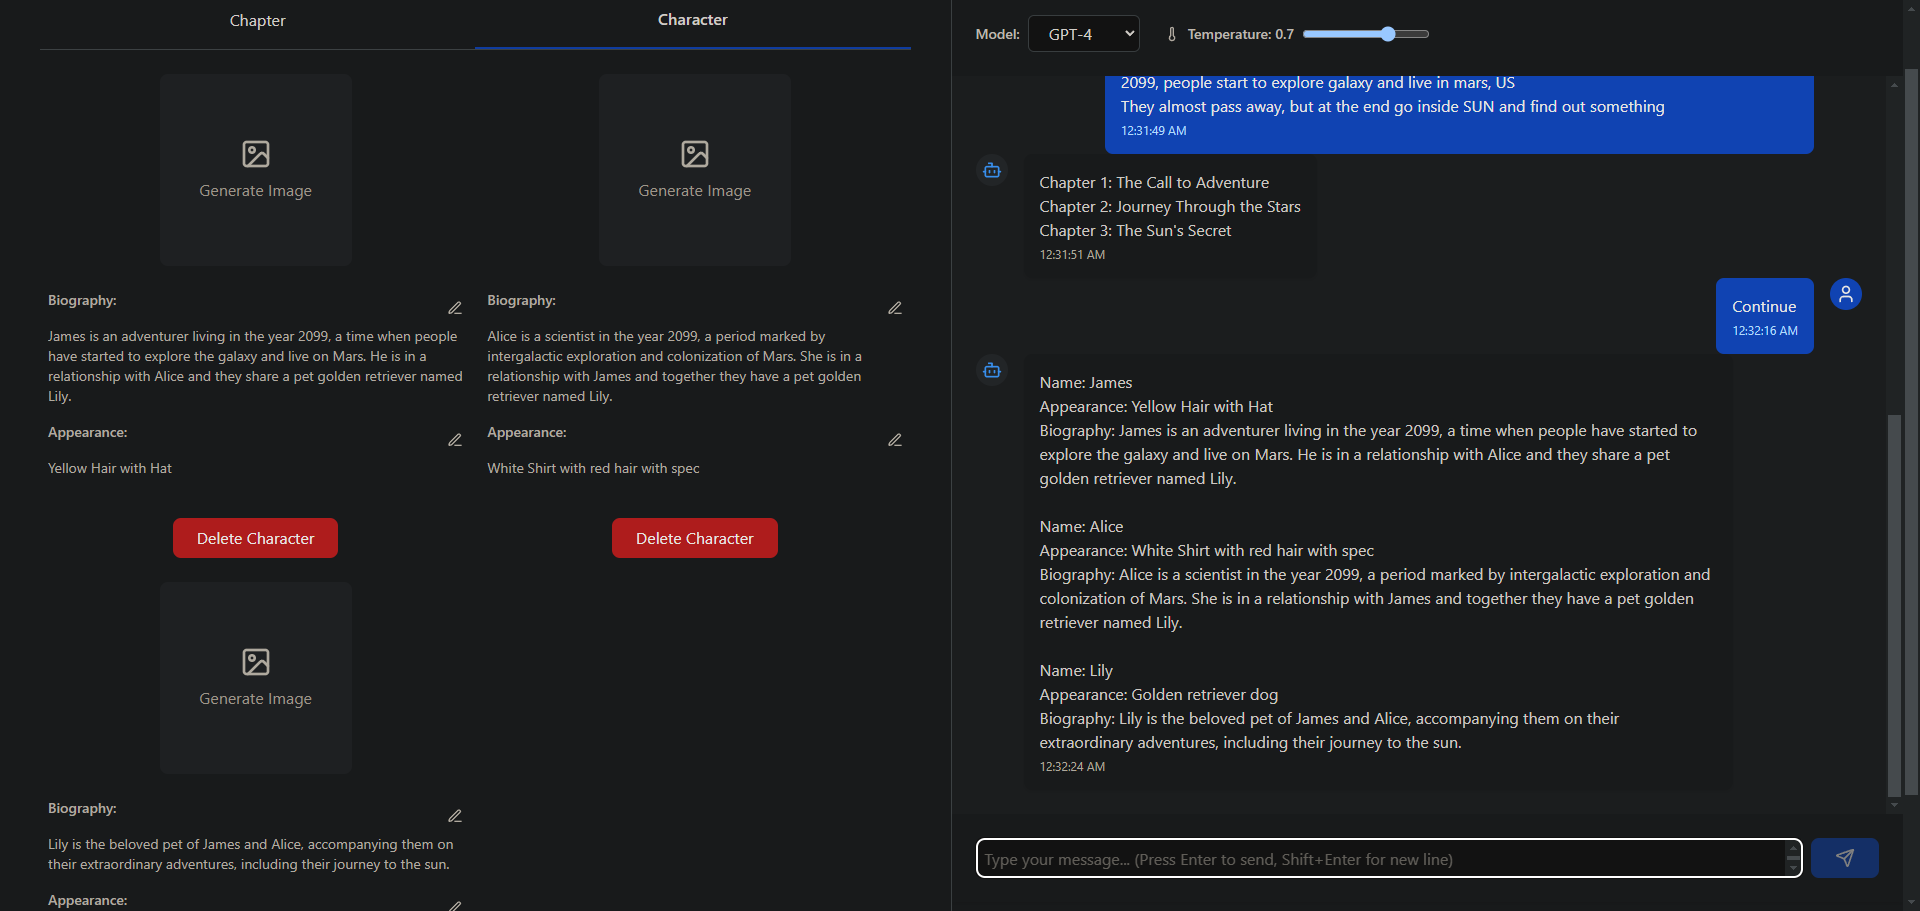 Chapter
Character
Generate Image
Generate Image
Biography:
James is an adventurer living in the year 2099, a time when people
have started to explore the galaxy and live on Mars. He is in a
relationship with Alice and they share a pet golden retriever named
Lily.
Appearance:
Yellow Hair with Hat
Delete Character
Biography:
Alice is a scientist in the year 2099, a period marked by
intergalactic exploration and colonization of Mars. She is in a
relationship with James and together they have a pet golden
retriever named Lily.
Appearance:
White Shirt with red hair with spec
Delete Character
Generate Image
Biography:
Lily is the beloved pet of James and Alice, accompanying them on
their extraordinary adventures, including their journey to the sun.
Appearance:
Model:
GPT-4
Temperature: 0.7
2099, people start to explore galaxy and live in mars, US
They almost pass away, but at the end go inside SUN and find out something
12:31:49 AM
Chapter 1: The Call to Adventure
Chapter 2: Journey Through the Stars
Chapter 3: The Sun's Secret
12:31:51 AM
Continue
12:32:16 AM
Name: James
Appearance: Yellow Hair with Hat
Biography: James is an adventurer living in the year 2099, a time when people have started to
explore the galaxy and live on Mars. He is in a relationship with Alice and they share a pet
golden retriever named Lily.
Name: Alice
Appearance: White Shirt with red hair with spec
Biography: Alice is a scientist in the year 2099, a period marked by intergalactic exploration and
colonization of Mars. She is in a relationship with James and together they have a pet golden
retriever named Lily.
Name: Lily
Appearance: Golden retriever dog
Biography: Lily is the beloved pet of James and Alice, accompanying them on their
extraordinary adventures, including their journey to the sun.
12:32:24 AM
Type your message... (Press Enter to send, Shift+Enter for new line)